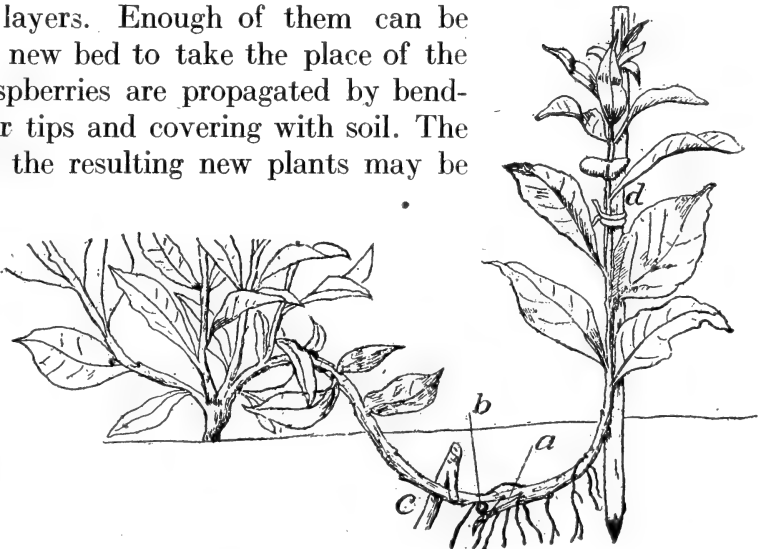 layers. Enough of them can be
new bed to take the place of the
spberries are propagated by bend-
r tips and covering with soil. The
the resulting new plants may be
d
b
a
c